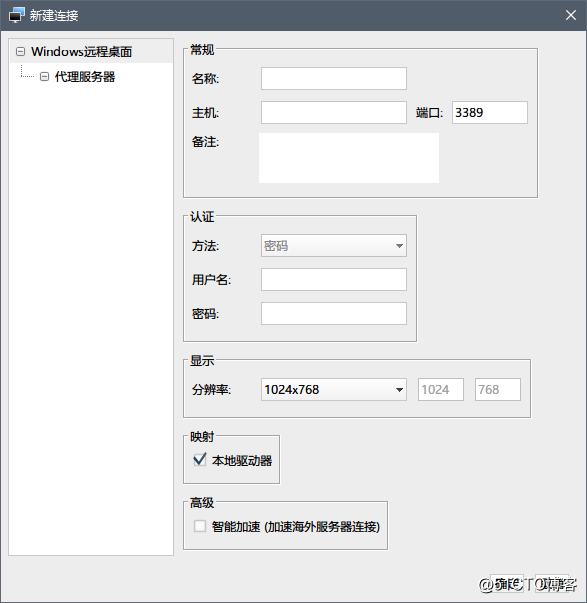 新建连接
Windows远程桌面
代理服务器
常规
名称:
主机:
端口: 3389
备注:
认证
方法: 密码
用户名:
密码:
显示
分辨率: 1024x768 1024 768
映射
本地驱动器
高级
智能加速 (加速海外服务器连接)
@51CTO博客